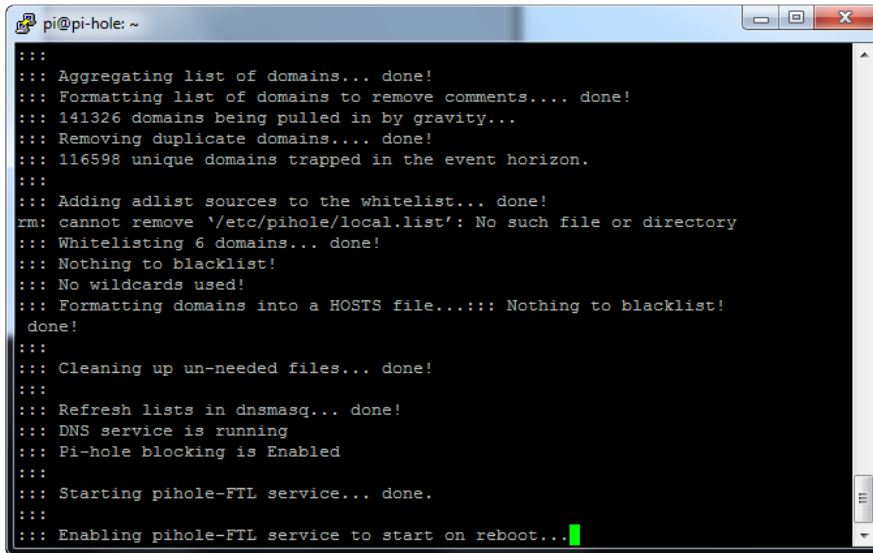 pi@pi-hole: ~
:::
::: Aggregating list of domains... done!
::: Formatting list of domains to remove comments.... done!
::: 141326 domains being pulled in by gravity...
::: Removing duplicate domains.... done!
::: 116598 unique domains trapped in the event horizon.
:::
::: Adding adlist sources to the whitelist... done!
rm: cannot remove ‘/etc/pihole/local.list’: No such file or directory
::: Whitelisting 6 domains... done!
::: Nothing to blacklist!
::: No wildcards used!
::: Formatting domains into a HOSTS file...::: Nothing to blacklist!
 done!
:::
::: Cleaning up un-needed files... done!
:::
::: Refresh lists in dnsmasq... done!
::: DNS service is running
::: Pi-hole blocking is Enabled
:::
::: Starting pihole-FTL service... done.
:::
::: Enabling pihole-FTL service to start on reboot...